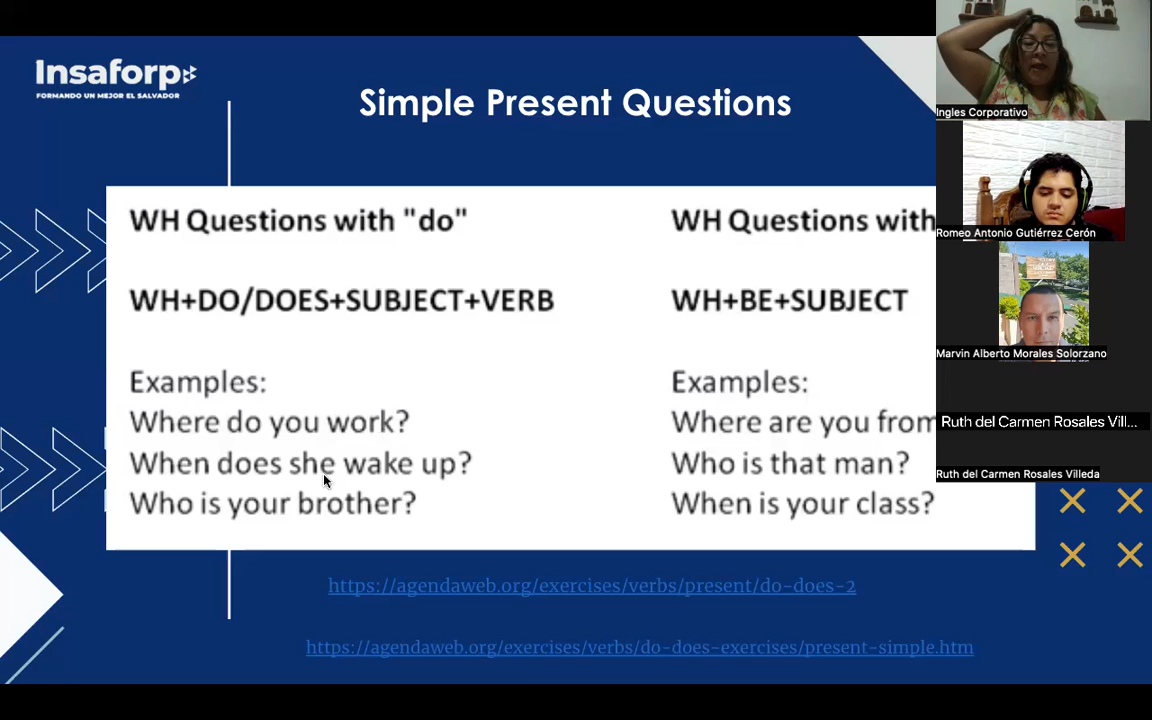 Insaforp
FORMANDO UN MEJOR EL SALVADOR
Simple Present Questions
WH Questions with "do"
WH+DO/DOES+SUBJECT+VERB
Examples:
Where do you work?
When does she wake up?
Who is your brother?
WH Questions with
WH+BE+SUBJECT
Examples:
Where are you from
Who is that man?
When is your class?
https://agendaweb.org/exercises/verbs/present/do-does-2
https://agendaweb.org/exercises/verbs/do-does-exercises/present-simple.htm
Ingles Corporativo
Romeo Antonio Gutiérrez Cerón
Marvin Alberto Morales Solorzano
Ruth del Carmen Rosales Vill...
Ruth del Carmen Rosales Villeda